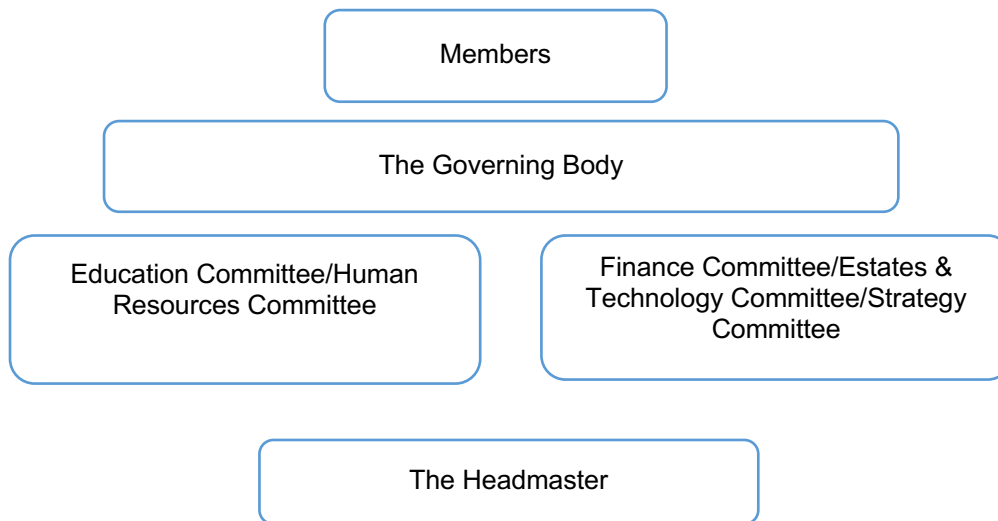 Members
The Governing Body
Education Committee/Human
Resources Committee
Finance Committee/Estates &
Technology Committee/Strategy
Committee
The Headmaster